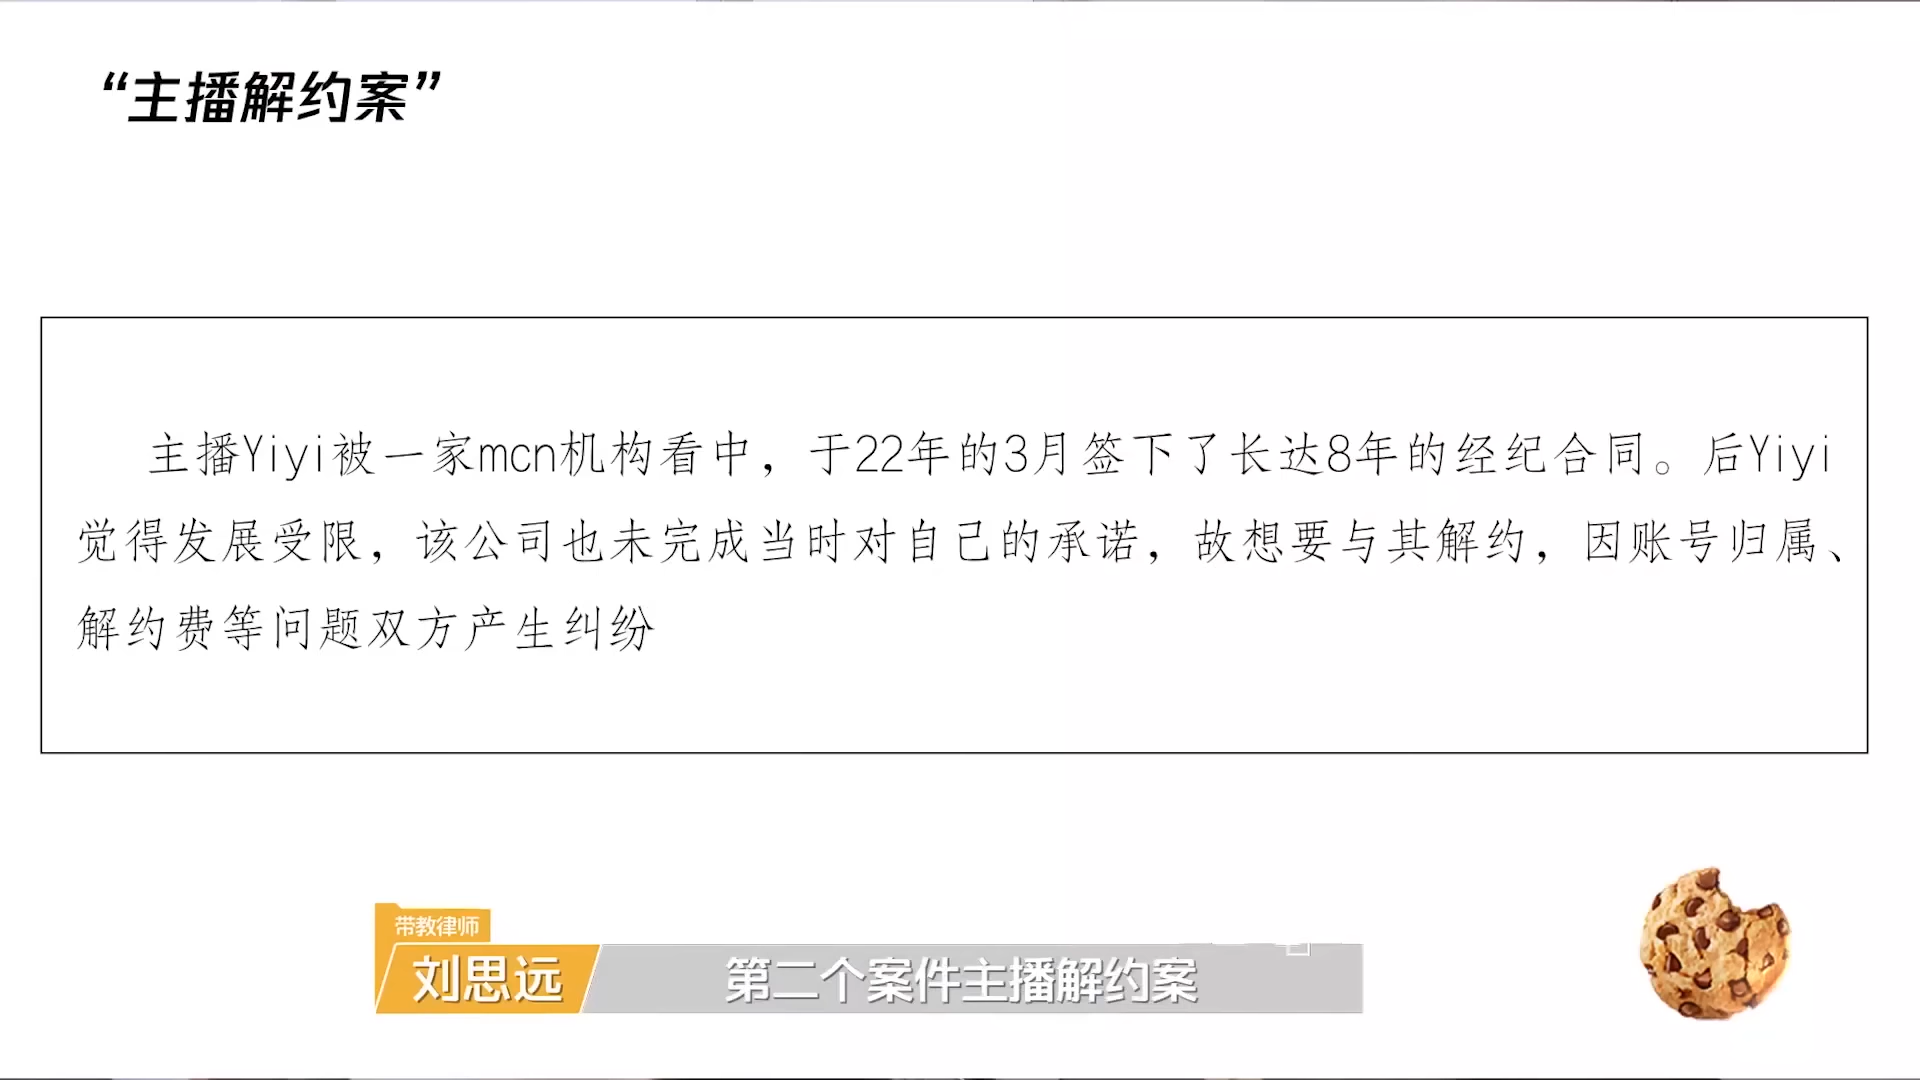 “主播解约案”
主播Yiyi被一家mcn机构看中，于22年的3月签下了长达8年的经纪合同。后Yiyi
觉得发展受限，该公司也未完成当时对自己的承诺，故想要与其解约，因账号归属、
解约费等问题双方产生纠纷
带教律师
刘思远
第二个案件主播解约案